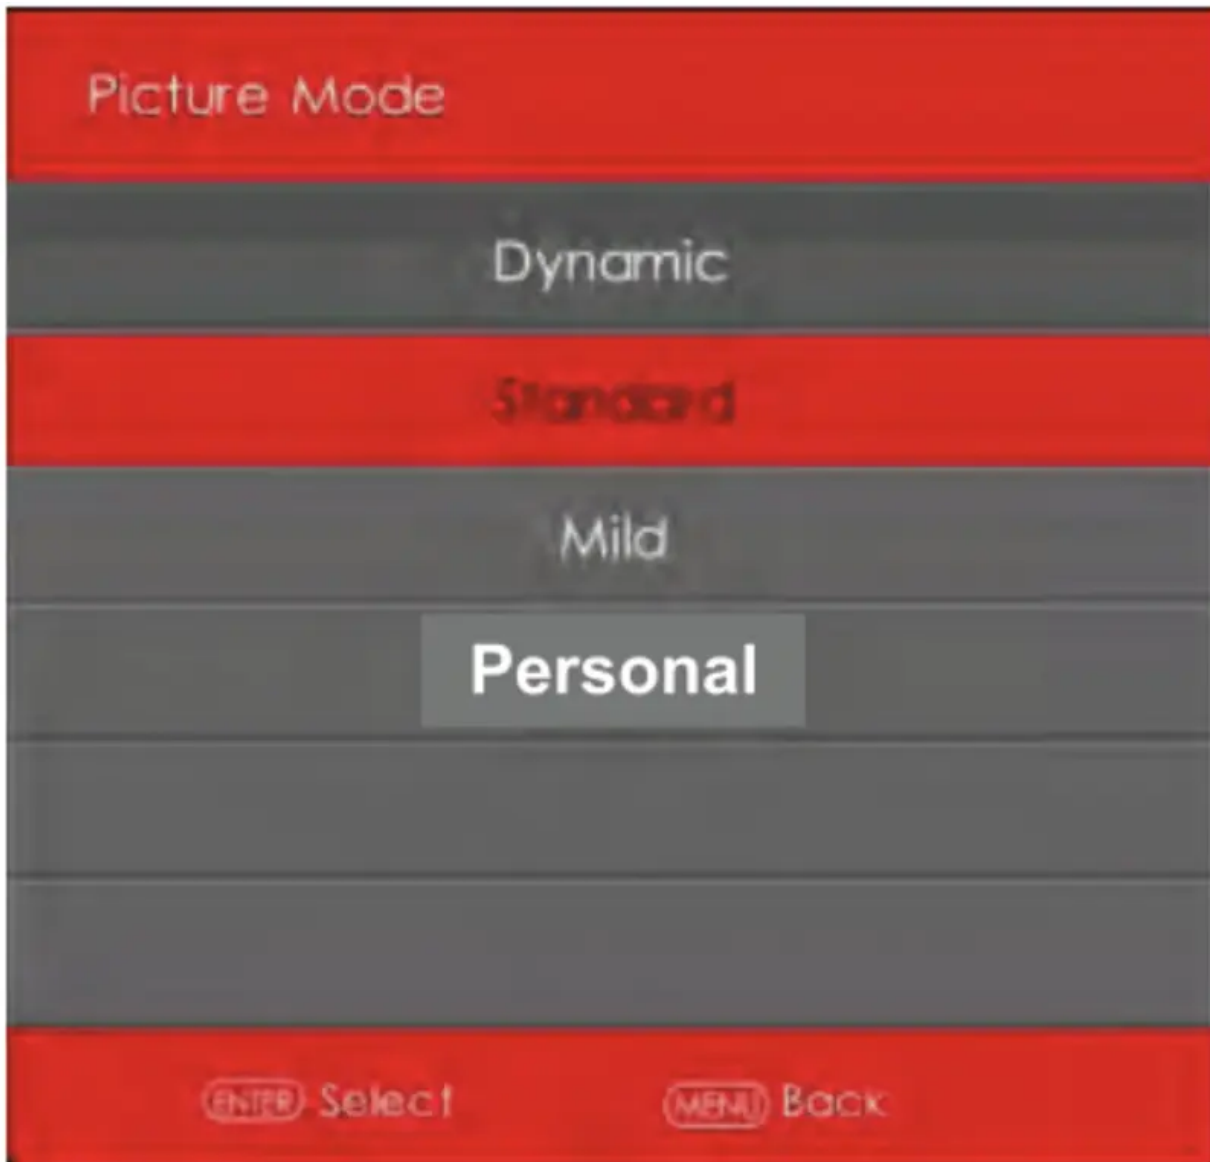 Picture Mode
Dynamic
Standard
Mild
Personal
ENTER Select MENU Back